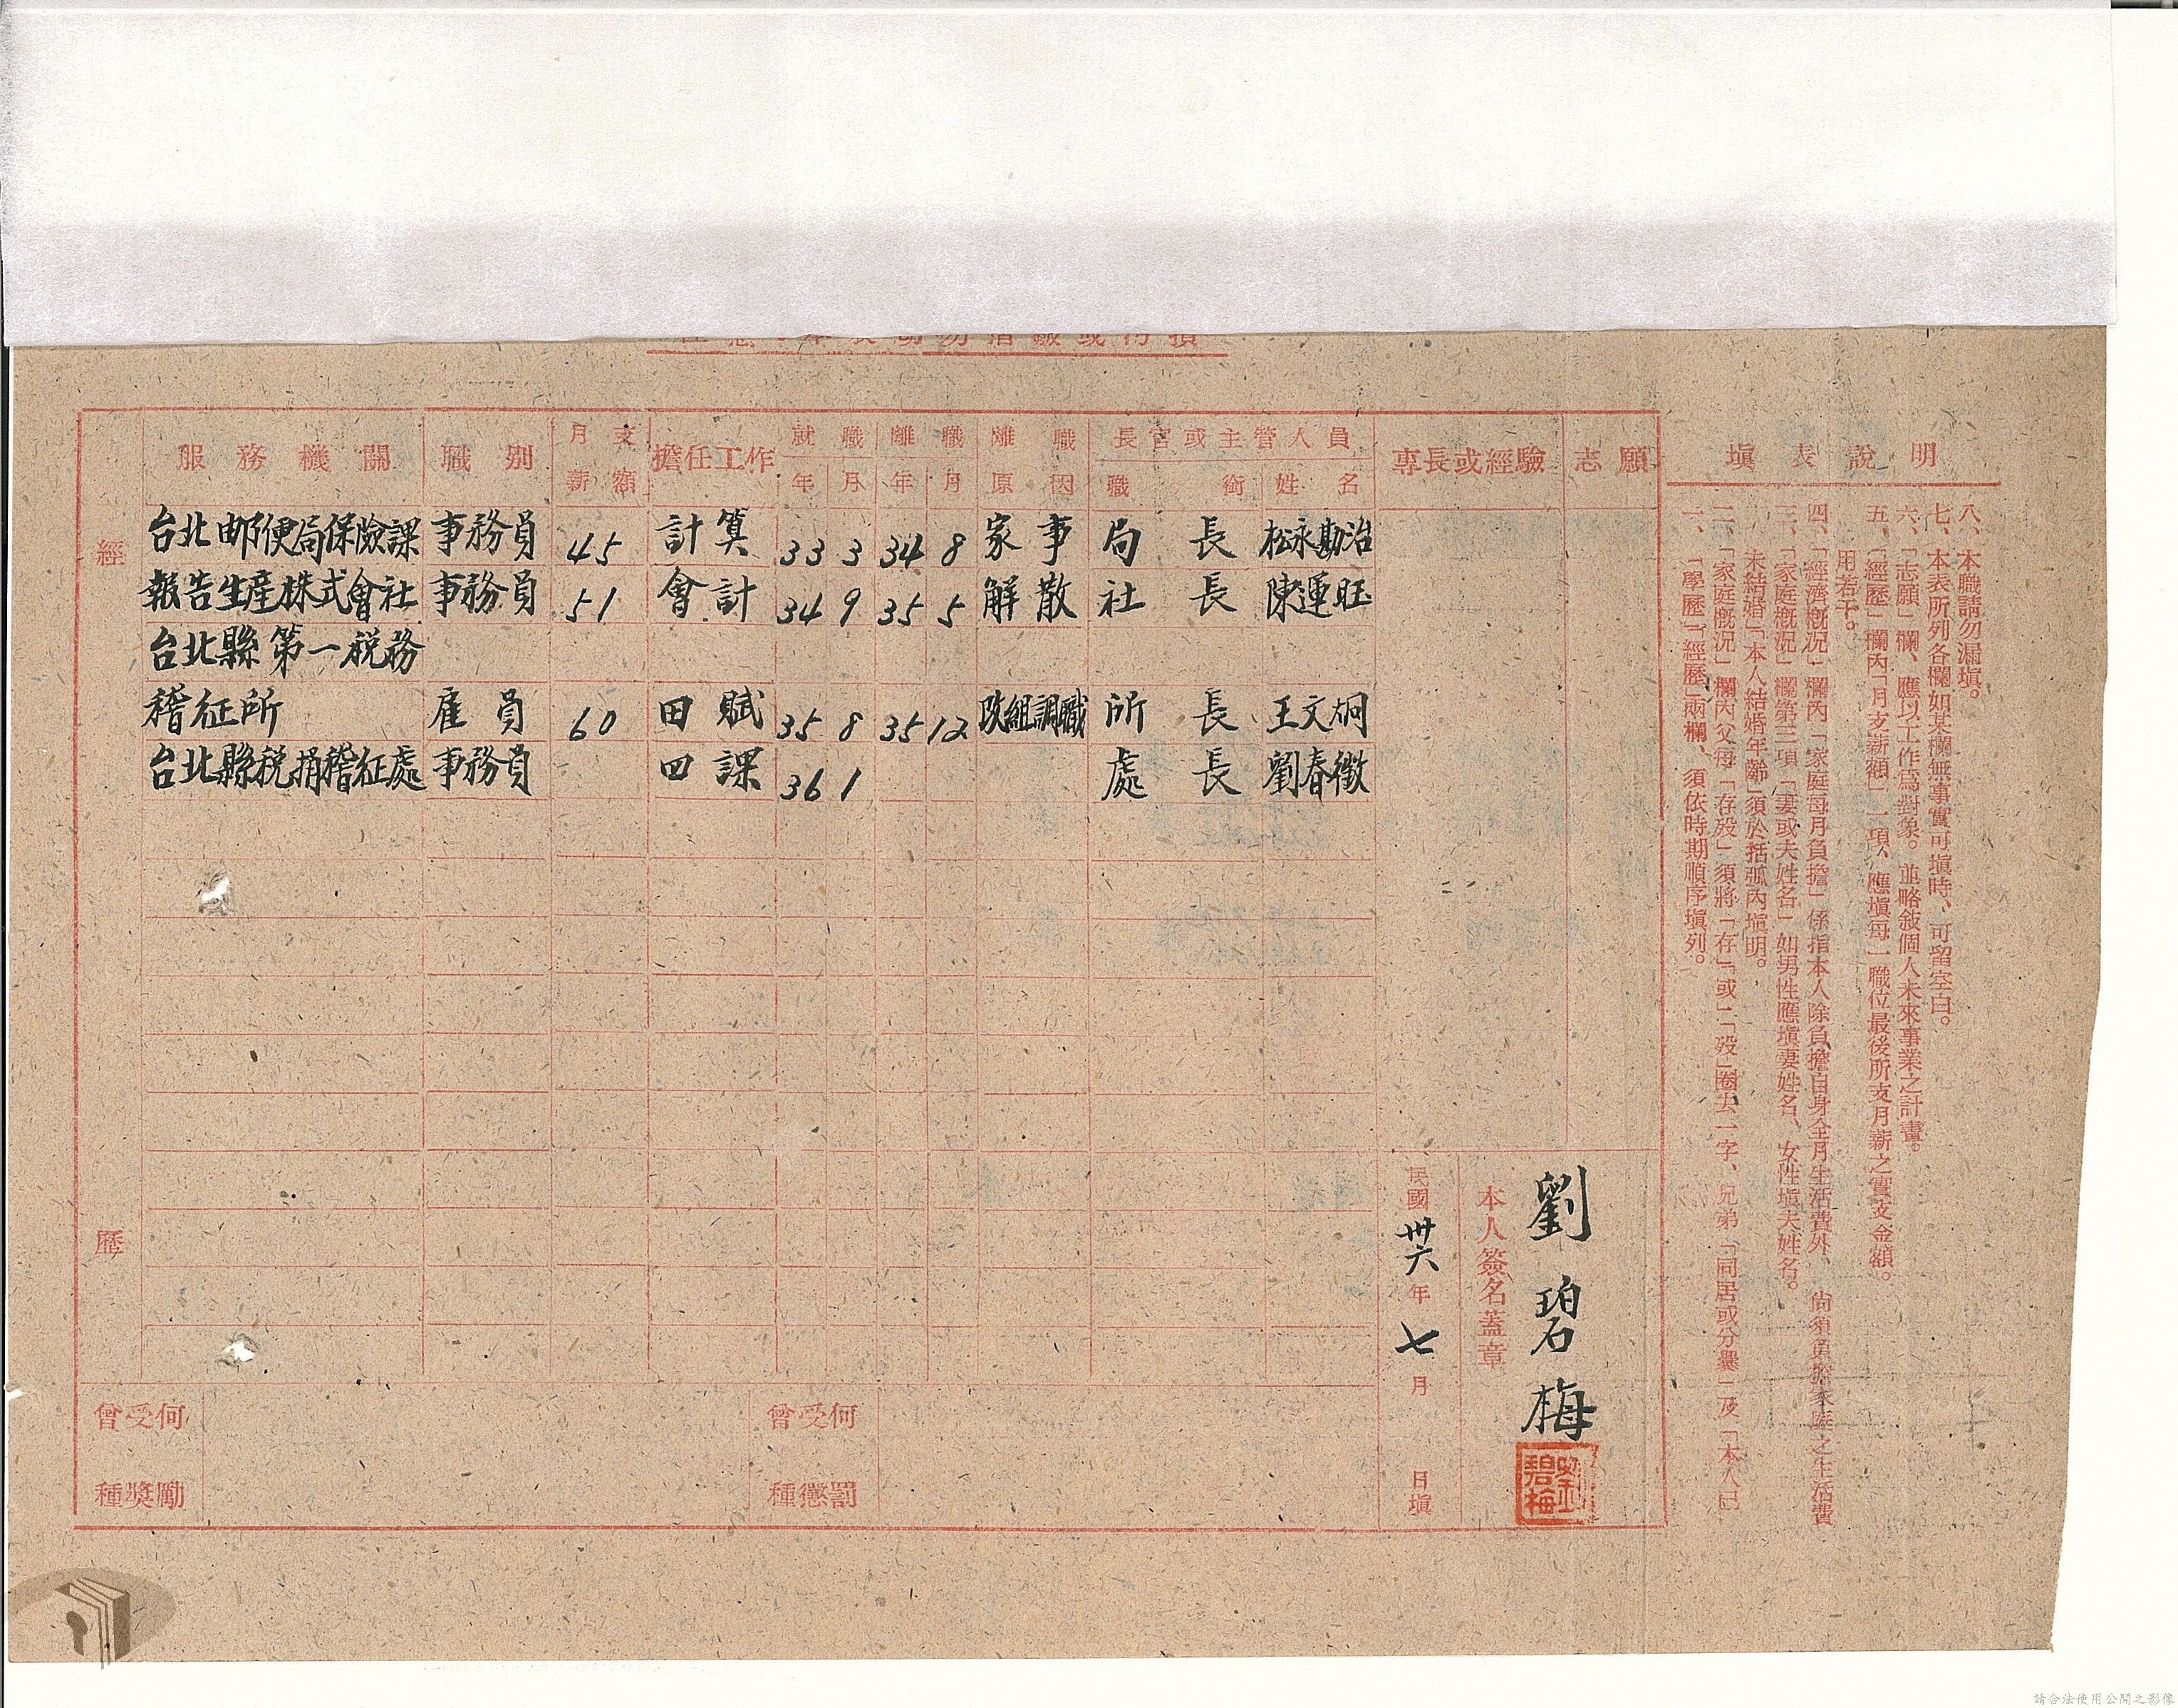 注意：本表切勿摺皺或污損
服務機關 職別 月支薪額 擔任工作 就職 離職 離職原因 長官或主管人員 專長或經驗 志願
年 月 年 月 職銜 姓名
經歷
台北郵便局保險課 事務員 45 計算 33 3 34 8 家事 局長 松永勘治
報告生產株式會社 事務員 51 會計 34 9 35 5 解散 社長 陳運旺
台北縣第一稅務
稽征所 雇員 60 田賦 35 8 35 12 改組調職 所長 王文炯
台北縣稅捐稽征處 事務員 四課 36 1 處長 劉春徵
曾受何種獎勵
曾受何種懲罰
本人簽名蓋章
劉碧梅
劉碧梅
民國卅六年七月 日填
填表說明
一、「學歷」「經歷」兩欄、須依時期順序填列。
二、「家庭概況」欄內父母「存歿」須將「存」「或」「歿」圈去一字、兄弟「同居或分爨」及「本人已
未結婚」「本人結婚年齡」須於括弧內填明。
三、「家庭概況」欄第三項「妻或夫姓名」如男性應填妻姓名、女性填夫姓名。
四、「經濟概況」欄內「家庭每月負擔」係指本人除負擔自身全月生活費外、尚須負擔家庭之生活費
用若干。
五、「經歷」欄內「月支薪額」一項、應填每一職位最後所支月薪之實支金額。
六、「志願」欄、應以工作為對象。並略敍個人未來事業之計畫。
七、本表所列各欄如某欄無事實可填時、可留空白。
八、本職請勿漏填。
請合法使用公開之影像